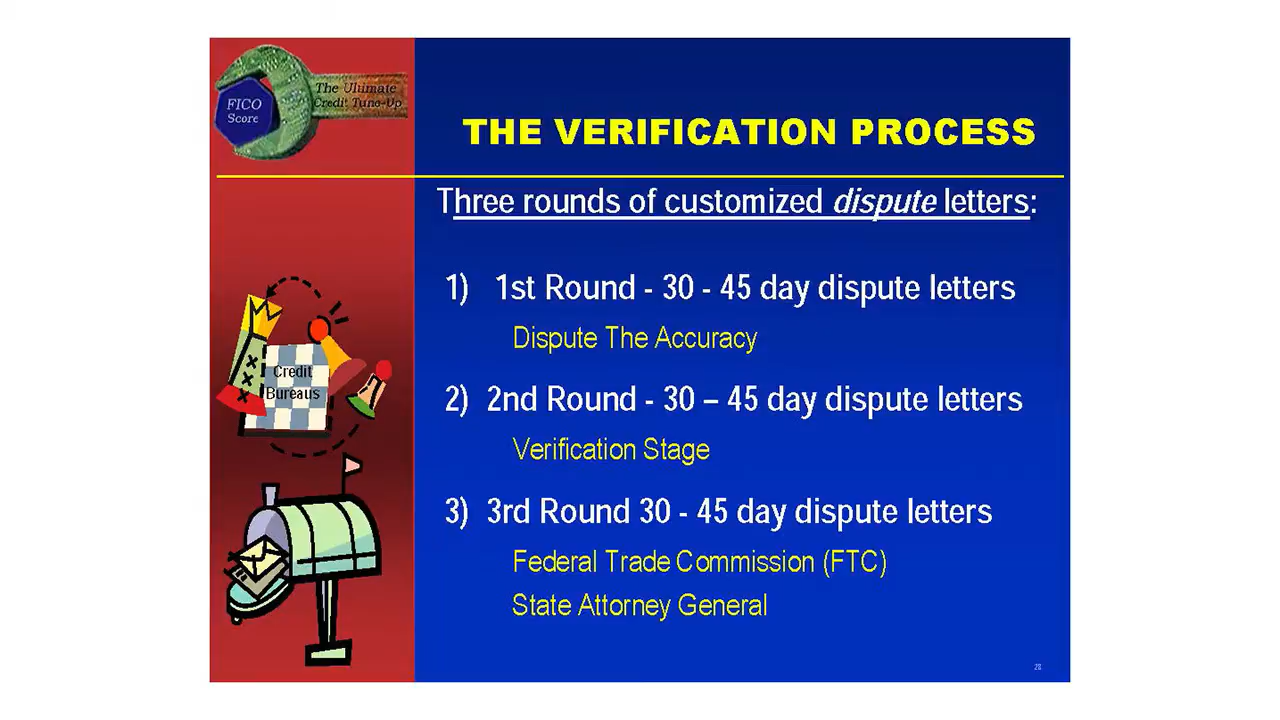 The Ulimate
Credit Tune-Up
FICO
Score
THE VERIFICATION PROCESS
Three rounds of customized dispute letters:
1) 1st Round - 30 - 45 day dispute letters
Dispute The Accuracy
2) 2nd Round - 30 – 45 day dispute letters
Verification Stage
3) 3rd Round 30 - 45 day dispute letters
Federal Trade Commission (FTC)
State Attorney General
Credit
Bureaus
28